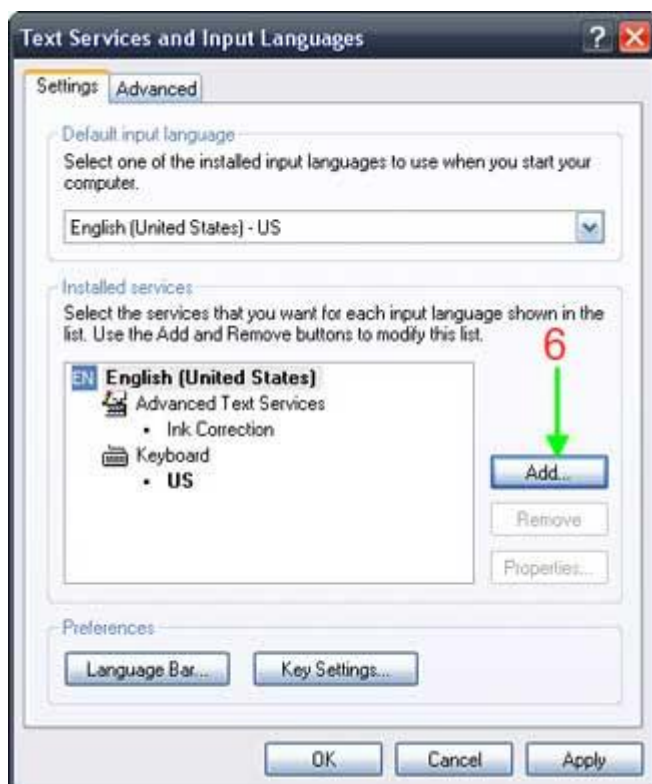 Text Services and Input Languages
Settings Advanced
Default input language
Select one of the installed input languages to use when you start your
computer.
English (United States) - US
Installed services
Select the services that you want for each input language shown in the
list. Use the Add and Remove buttons to modify this list.
6
EN English (United States)
Advanced Text Services
• Ink Correction
Keyboard
• US
Add...
Remove
Properties...
Preferences
Language Bar... Key Settings...
OK Cancel Apply